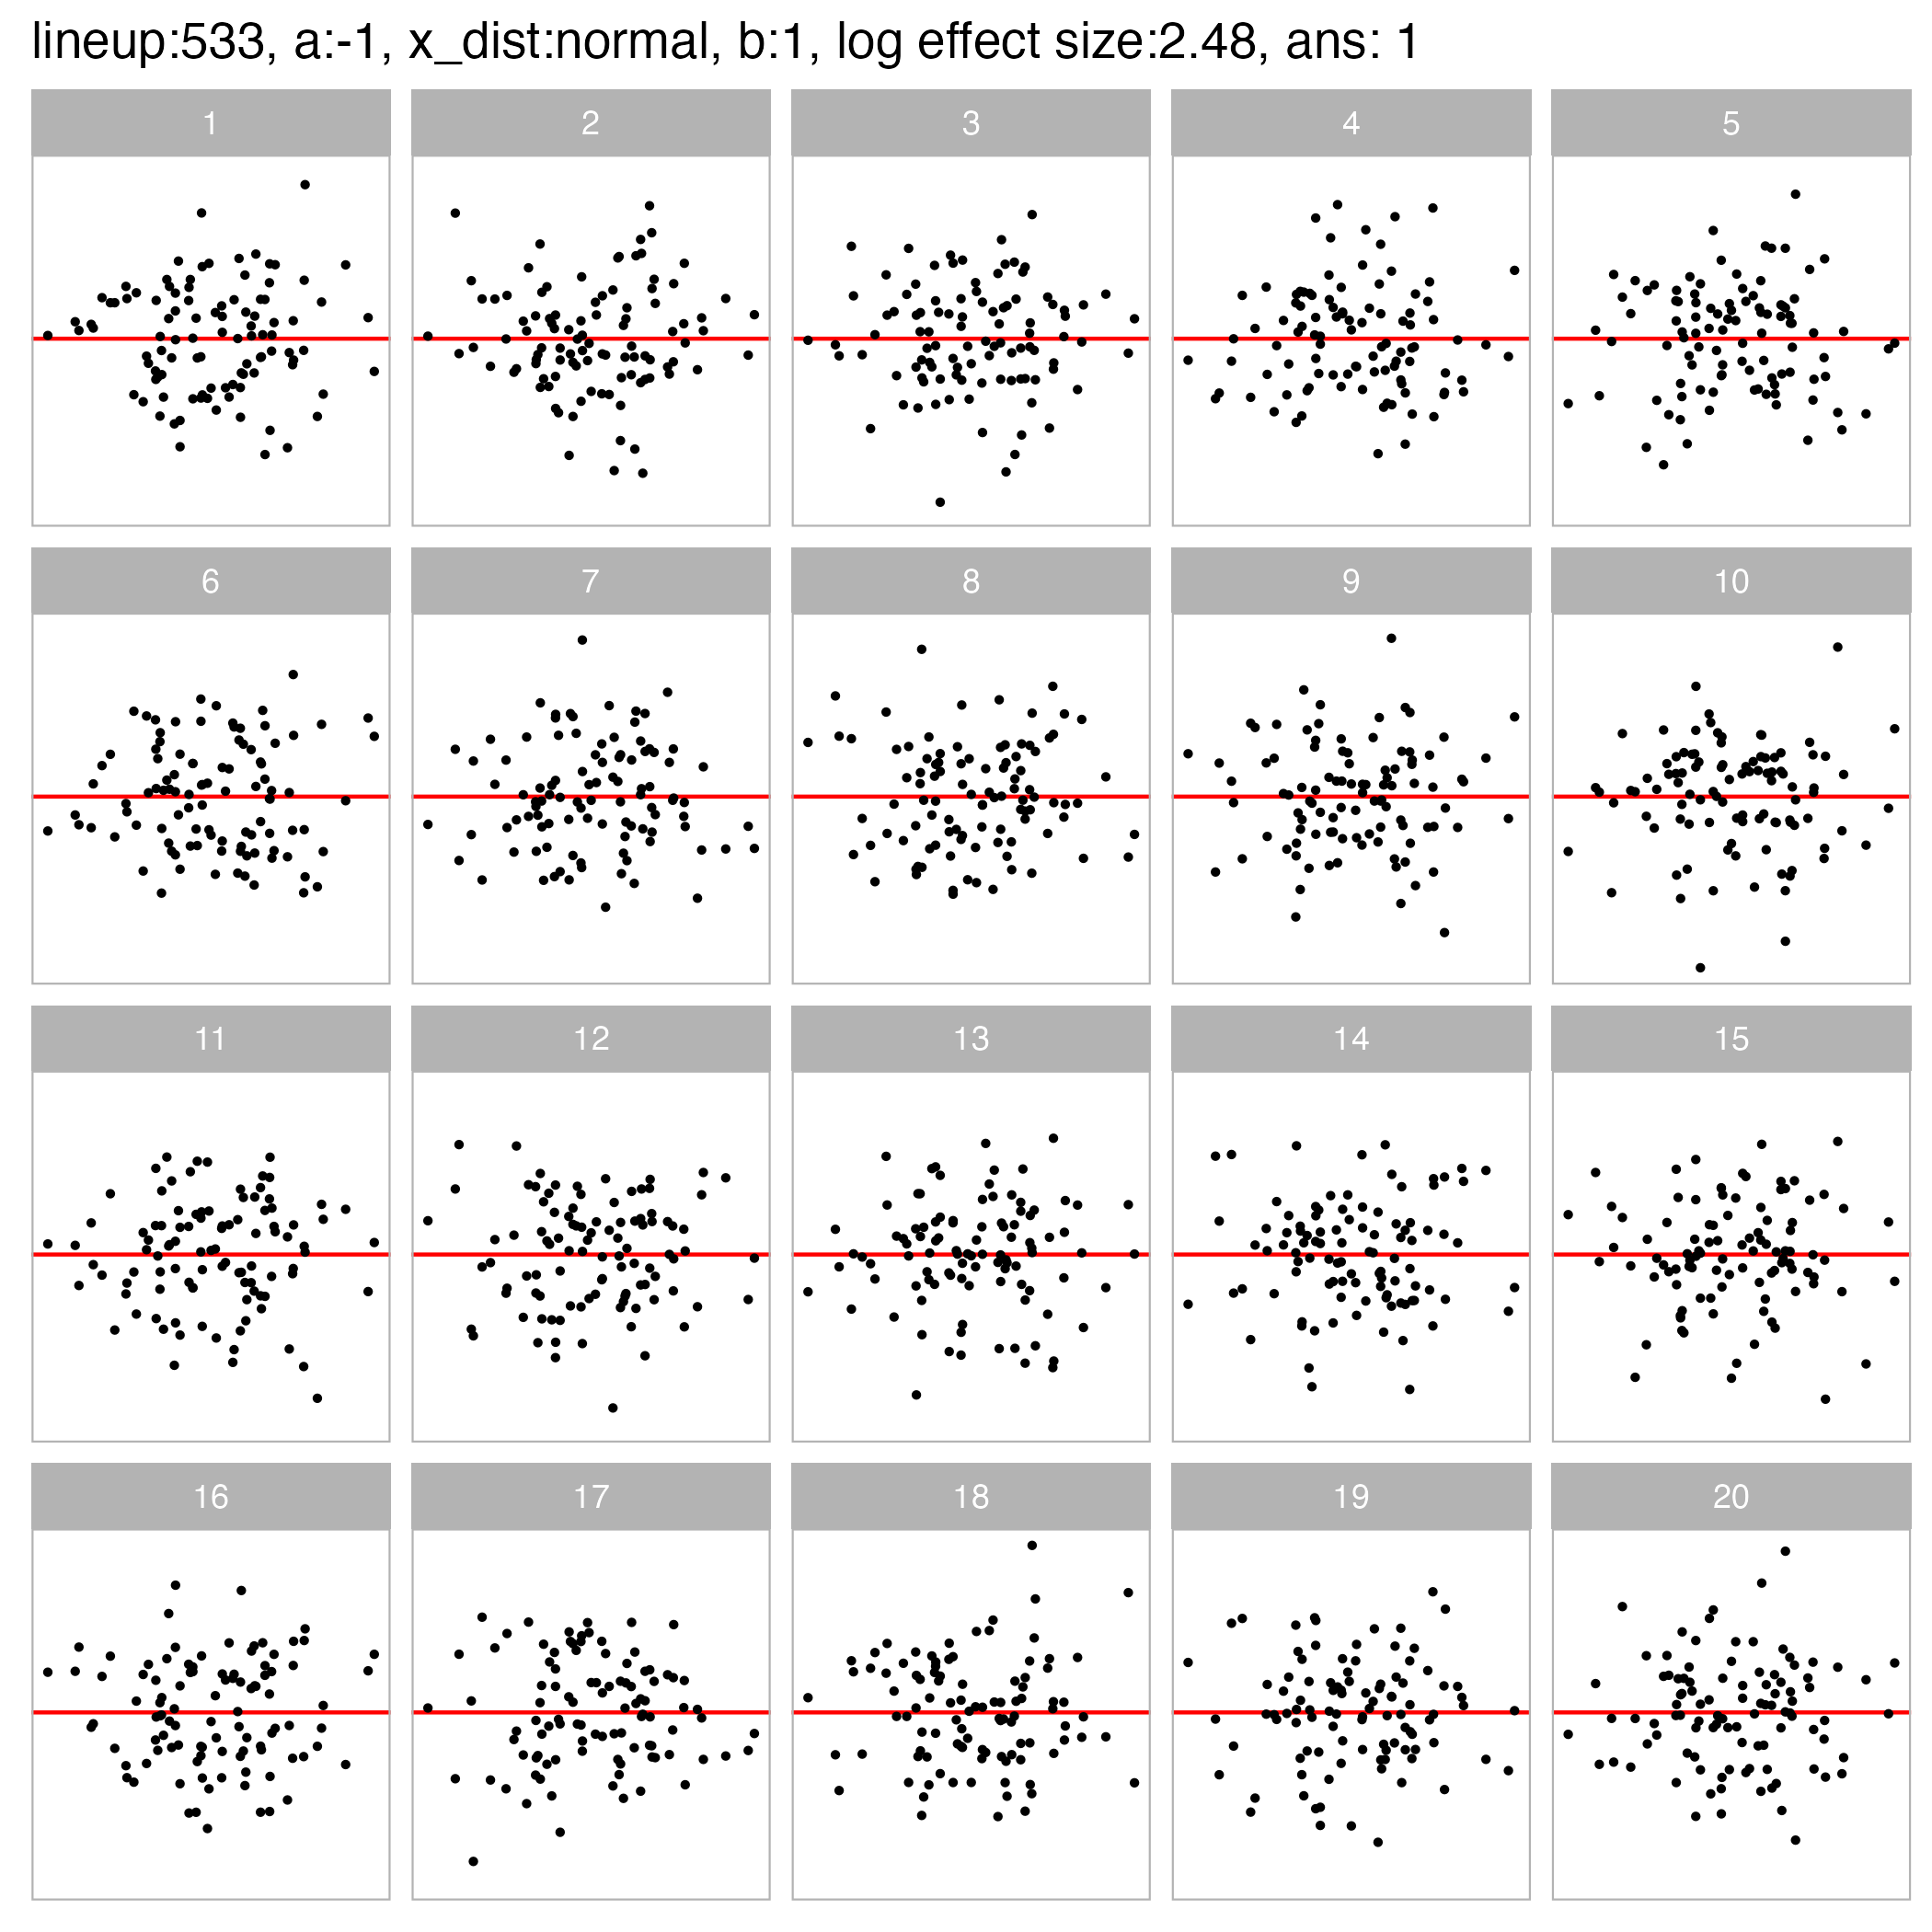 lineup:533, a:-1, x_dist:normal, b:1, log effect size:2.48, ans: 1
1 2 3 4 5
6 7 8 9 10
11 12 13 14 15
16 17 18 19 20